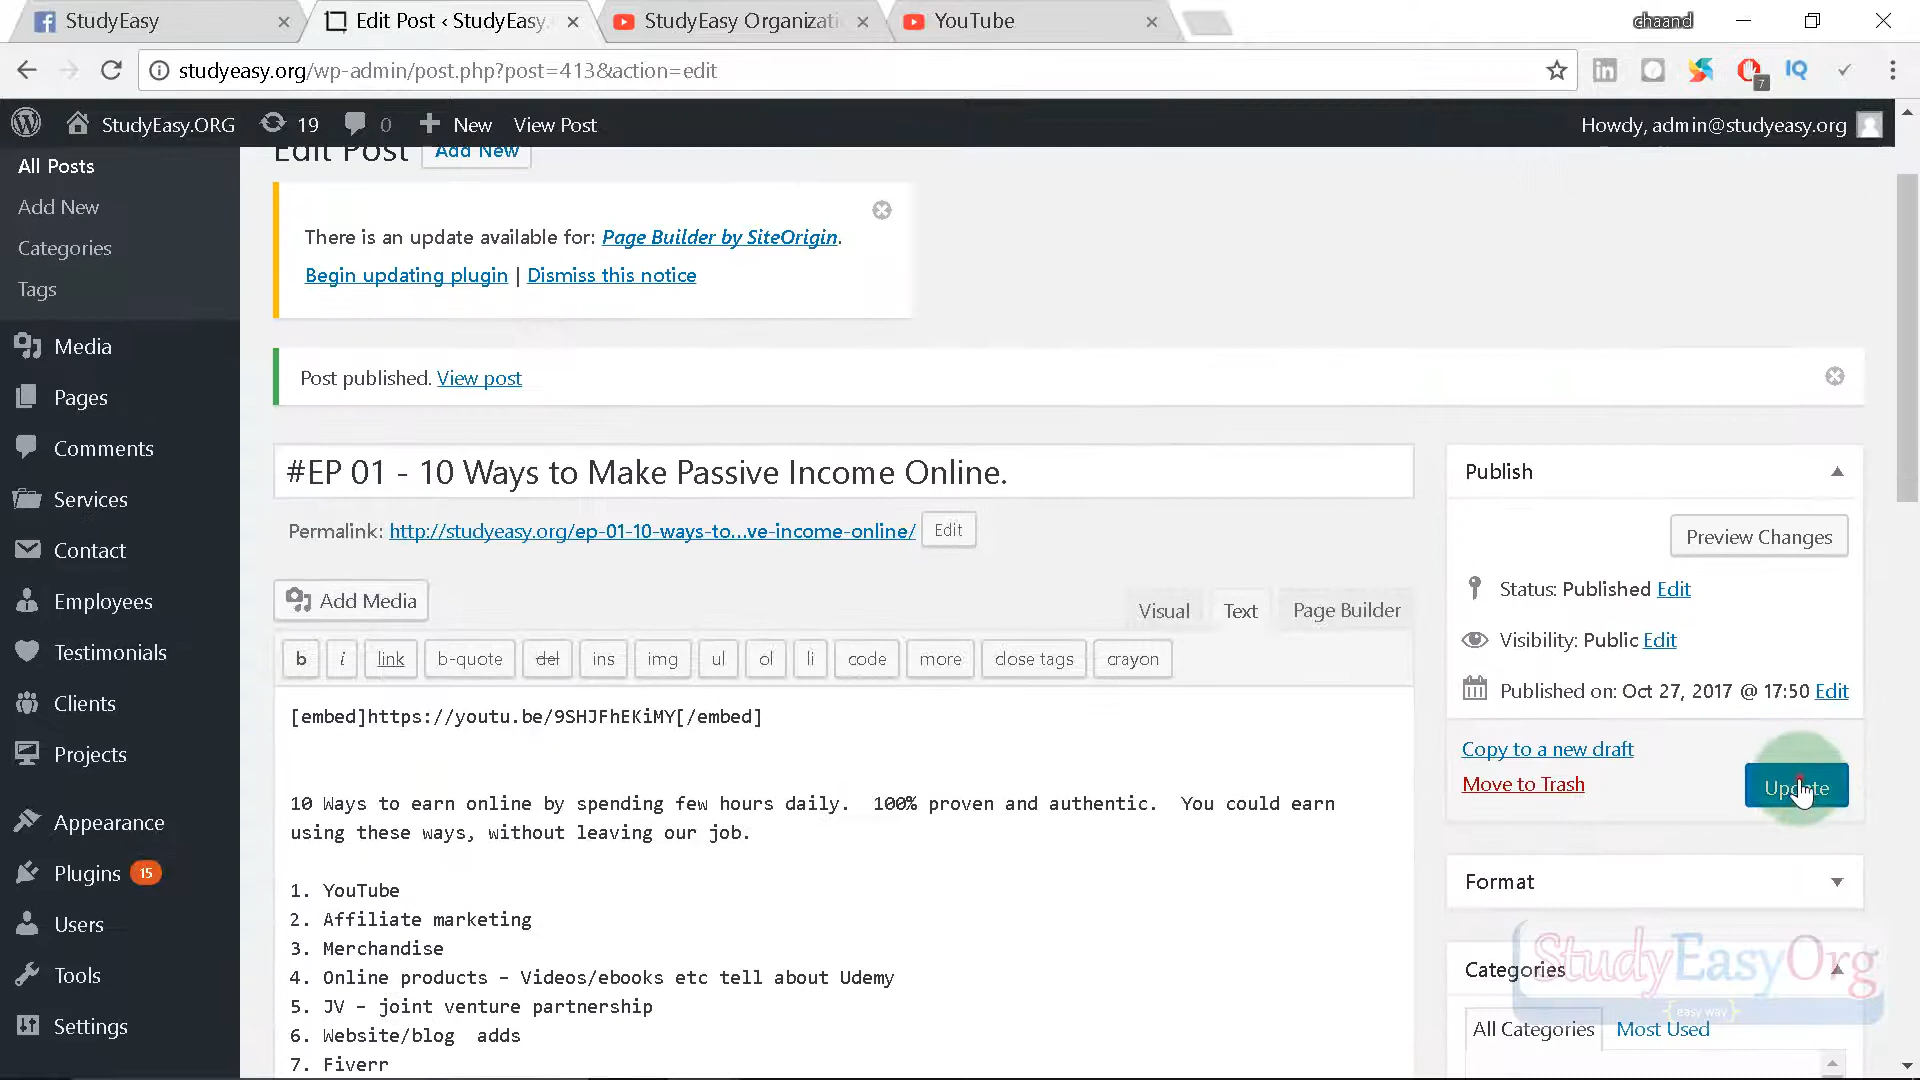 StudyEasy
Edit Post ‹ StudyEasy.
StudyEasy Organizati
YouTube
chaand
studyeasy.org/wp-admin/post.php?post=413&action=edit
7
IQ
StudyEasy.ORG
19
0
New
View Post
Howdy, admin@studyeasy.org
All Posts
Add New
Categories
Tags
Media
Pages
Comments
Services
Contact
Employees
Testimonials
Clients
Projects
Appearance
Plugins 15
Users
Tools
Settings
Edit Post Add New
There is an update available for: Page Builder by SiteOrigin.
Begin updating plugin | Dismiss this notice
Post published. View post
#EP 01 - 10 Ways to Make Passive Income Online.
Permalink: http://studyeasy.org/ep-01-10-ways-to…ve-income-online/ Edit
Add Media
Visual
Text
Page Builder
b
i
link
b-quote
del
ins
img
ul
ol
li
code
more
close tags
crayon
[embed]https://youtu.be/9SHJFhEKiMY[/embed]
10 Ways to earn online by spending few hours daily.  100% proven and authentic.  You could earn
using these ways, without leaving our job.
1. YouTube
2. Affiliate marketing
3. Merchandise
4. Online products – Videos/ebooks etc tell about Udemy
5. JV – joint venture partnership
6. Website/blog  adds
7. Fiverr
Publish
Preview Changes
Status: Published Edit
Visibility: Public Edit
Published on: Oct 27, 2017 @ 17:50 Edit
Copy to a new draft
Move to Trash
Update
Format
Categories
All Categories
Most Used
StudyEasyOrg
{ easy way }